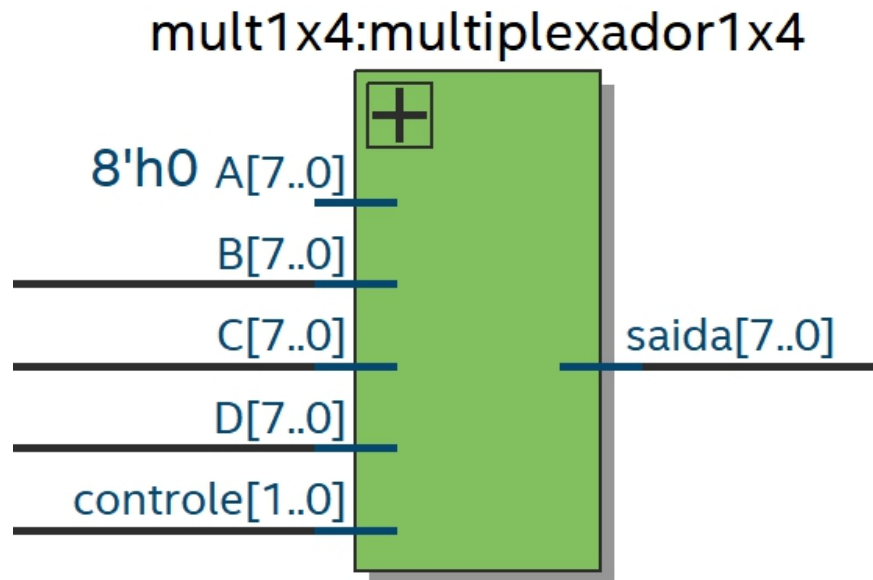 mult1x4:multiplexador1x4
8'h0 A[7..0]
B[7..0]
C[7..0]
saida[7..0]
D[7..0]
controle[1..0]